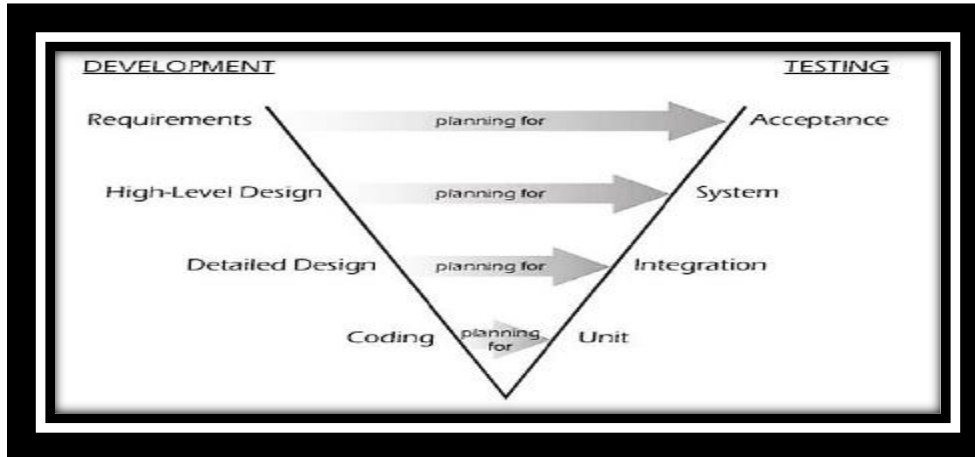 DEVELOPMENT TESTING
Requirements planning for Acceptance
High-Level Design planning for System
Detailed Design planning for Integration
Coding planning for Unit